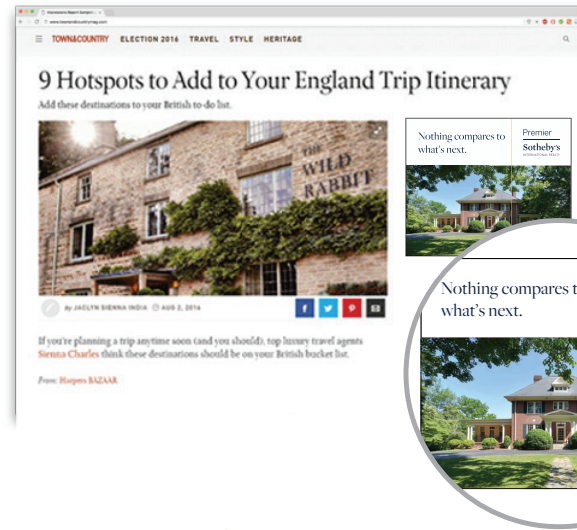 www.townandcountrymag.com
TOWN&COUNTRY ELECTION 2016 TRAVEL STYLE HERITAGE
9 Hotspots to Add to Your England Trip Itinerary
Add these destinations to your British to-do list.
THE
WILD
RABBIT
Nothing compares to
what's next.
Premier
Sotheby's
INTERNATIONAL REALTY
by JACLYN SIENNA INDIA AUG 2, 2016
If you're planning a trip anytime soon (and you should), top luxury travel agents
Sienna Charles think these destinations should be on your British bucket list.
From: Harpers BAZAAR
Nothing compares t
what's next.